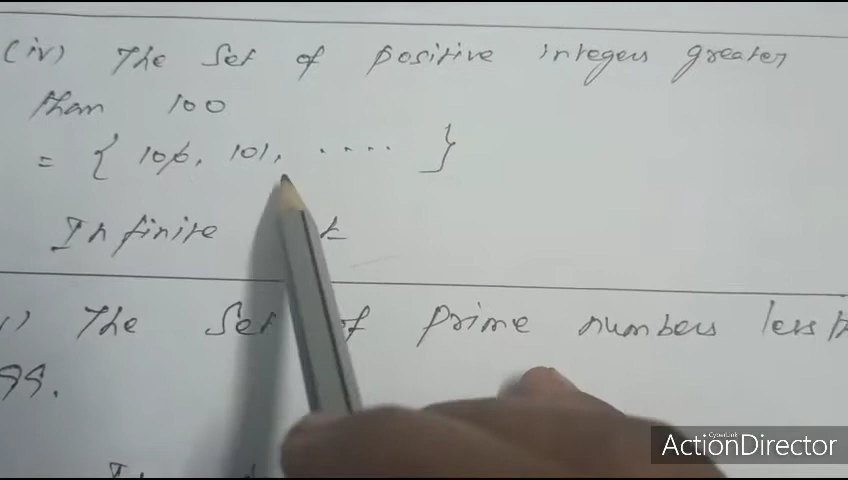 (iv) The Set of positive integers greater
than 100
= { 100, 101, ..... }
Infinite
The Set of prime numbers less
99.
CyberLink
ActionDirector